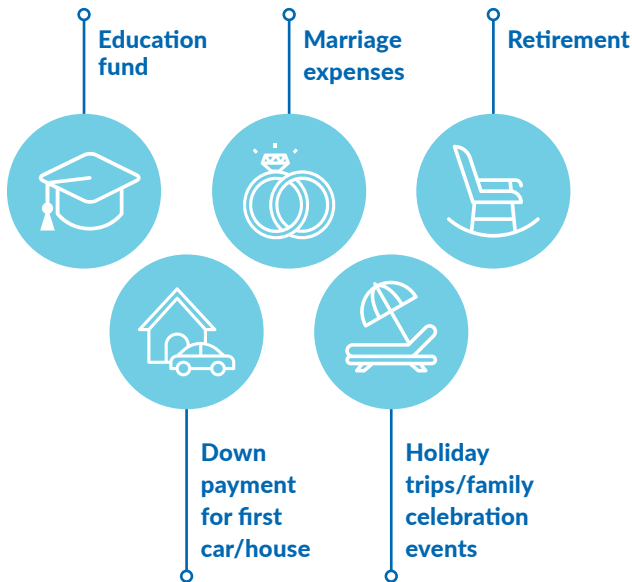 Education
fund
Marriage
expenses
Retirement
Down
payment
for first
car/house
Holiday
trips/family
celebration
events